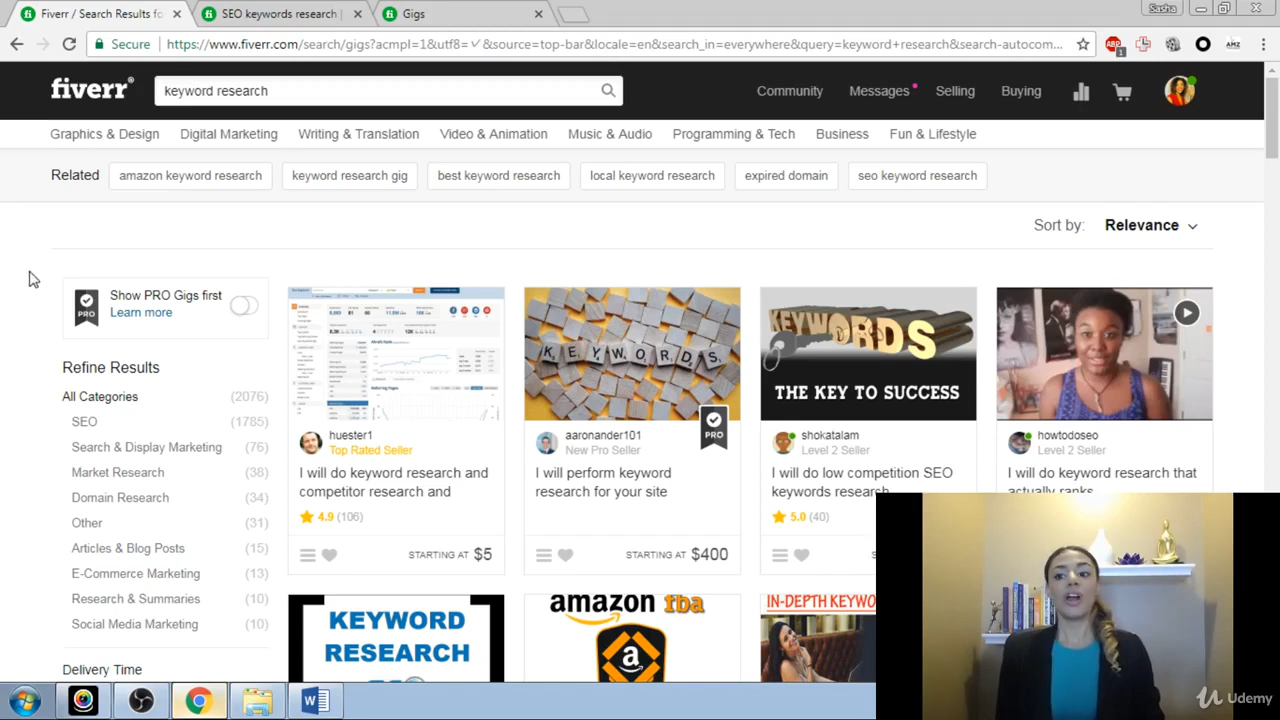 Fiverr / Search Results fo
SEO keywords research |
Gigs
Sasha
Secure
https://www.fiverr.com/search/gigs?acmpl=1&utf8=✓&source=top-bar&locale=en&search_in=everywhere&query=keyword+research&search-autocom...
ABP
1
AMZ
fiverr®
keyword research
Community
Messages
Selling
Buying
Graphics & Design
Digital Marketing
Writing & Translation
Video & Animation
Music & Audio
Programming & Tech
Business
Fun & Lifestyle
Related
amazon keyword research
keyword research gig
best keyword research
local keyword research
expired domain
seo keyword research
Sort by:
Relevance
PRO
Show PRO Gigs first
Learn more
Refine Results
All Categories (2076)
SEO (1785)
Search & Display Marketing (76)
Market Research (38)
Domain Research (34)
Other (31)
Articles & Blog Posts (15)
E-Commerce Marketing (13)
Research & Summaries (10)
Social Media Marketing (10)
Delivery Time
huester1
Top Rated Seller
I will do keyword research and
competitor research and
4.9 (106)
STARTING AT $5
KEYWORDS
PRO
aaronander101
New Pro Seller
I will perform keyword
research for your site
STARTING AT $400
KEYWORDS
THE KEY TO SUCCESS
shokatalam
Level 2 Seller
I will do low competition SEO
keywords research
5.0 (40)
howtodoseo
Level 2 Seller
I will do keyword research that
actually ranks
KEYWORD
RESEARCH
amazon fba
a
IN-DEPTH KEYWO
Udemy